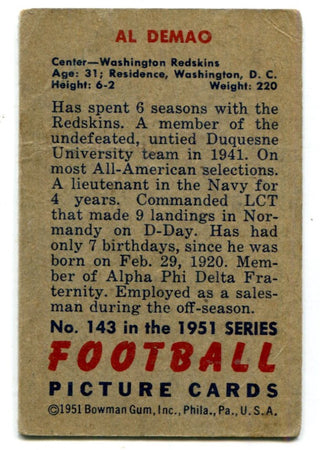 AL DEMAO
Center—Washington Redskins
Age: 31; Residence, Washington, D. C.
Height: 6-2 Weight: 220
Has spent 6 seasons with the
Redskins. A member of the
undefeated, untied Duquesne
University team in 1941. On
most All-American selections.
A lieutenant in the Navy for
4 years. Commanded LCT
that made 9 landings in Nor-
mandy on D-Day. Has had
only 7 birthdays, since he was
born on Feb. 29, 1920. Mem-
ber of Alpha Phi Delta Fra-
ternity. Employed as a sales-
man during the off-season.
No. 143 in the 1951 SERIES
FOOTBALL
PICTURE CARDS
©1951 Bowman Gum, Inc., Phila., Pa., U. S. A.